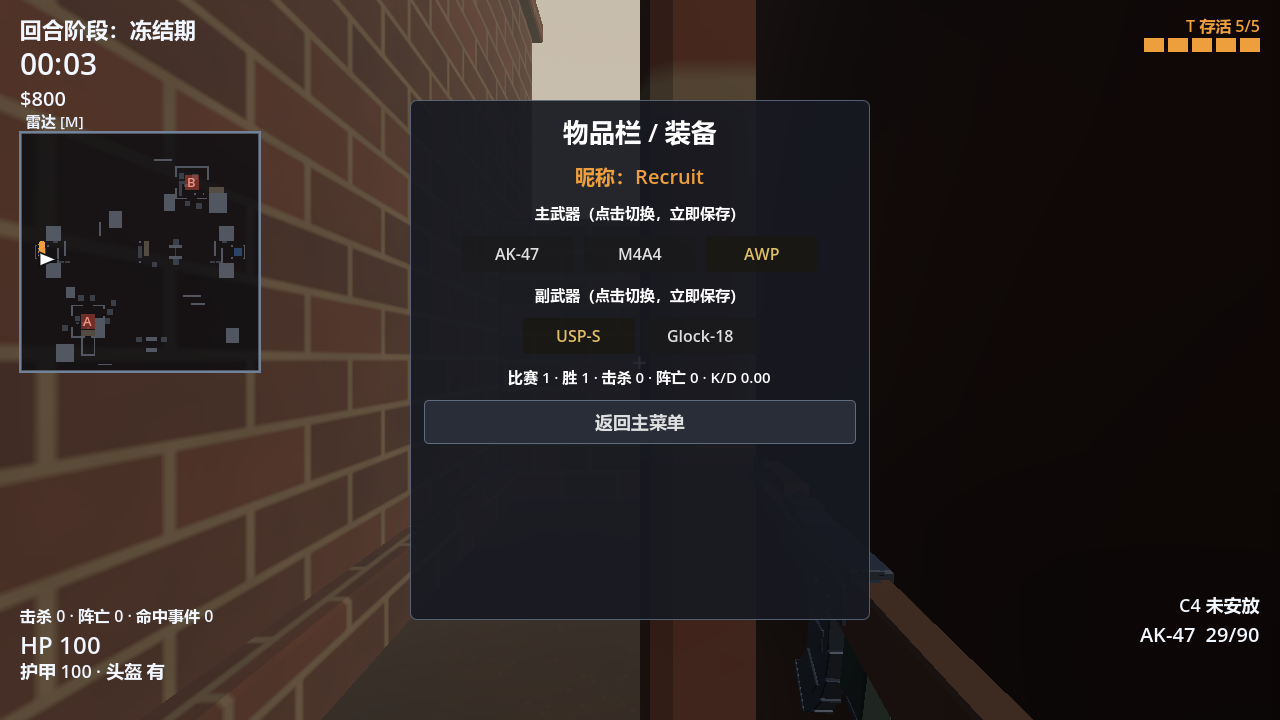 回合阶段：冻结期
00:03
$800
雷达 [M]
B
A
T 存活 5/5
物品栏 / 装备
昵称：Recruit
主武器（点击切换，立即保存）
AK-47 M4A4 AWP
副武器（点击切换，立即保存）
USP-S Glock-18
比赛 1 · 胜 1 · 击杀 0 · 阵亡 0 · K/D 0.00
返回主菜单
击杀 0 · 阵亡 0 · 命中事件 0
HP 100
护甲 100 · 头盔 有
C4 未安放
AK-47 29/90